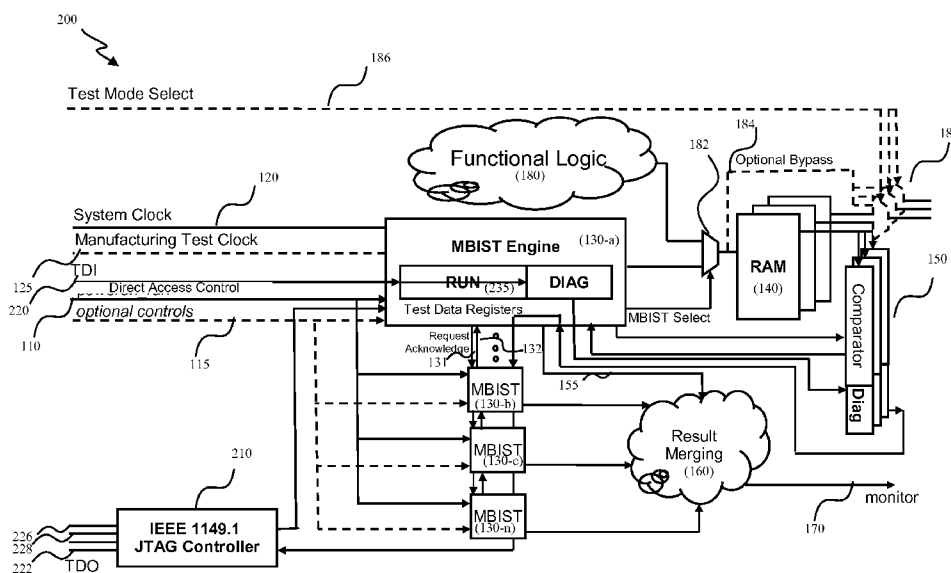 200
186
Test Mode Select
Functional Logic
(180)
182
184
Optional Bypass
18
120
System Clock
Manufacturing Test Clock
125
TDI
Direct Access Control
220
optional controls
110
115
MBIST Engine
(130-a)
RUN
(235)
DIAG
Test Data Registers
MBIST Select
RAM
(140)
150
Comparator
Diag
Request
Acknowledge
131
132
155
MBIST
(130-b)
MBIST
(130-c)
MBIST
(130-n)
Result
Merging
(160)
monitor
170
210
IEEE 1149.1
JTAG Controller
226
228
222
TDO